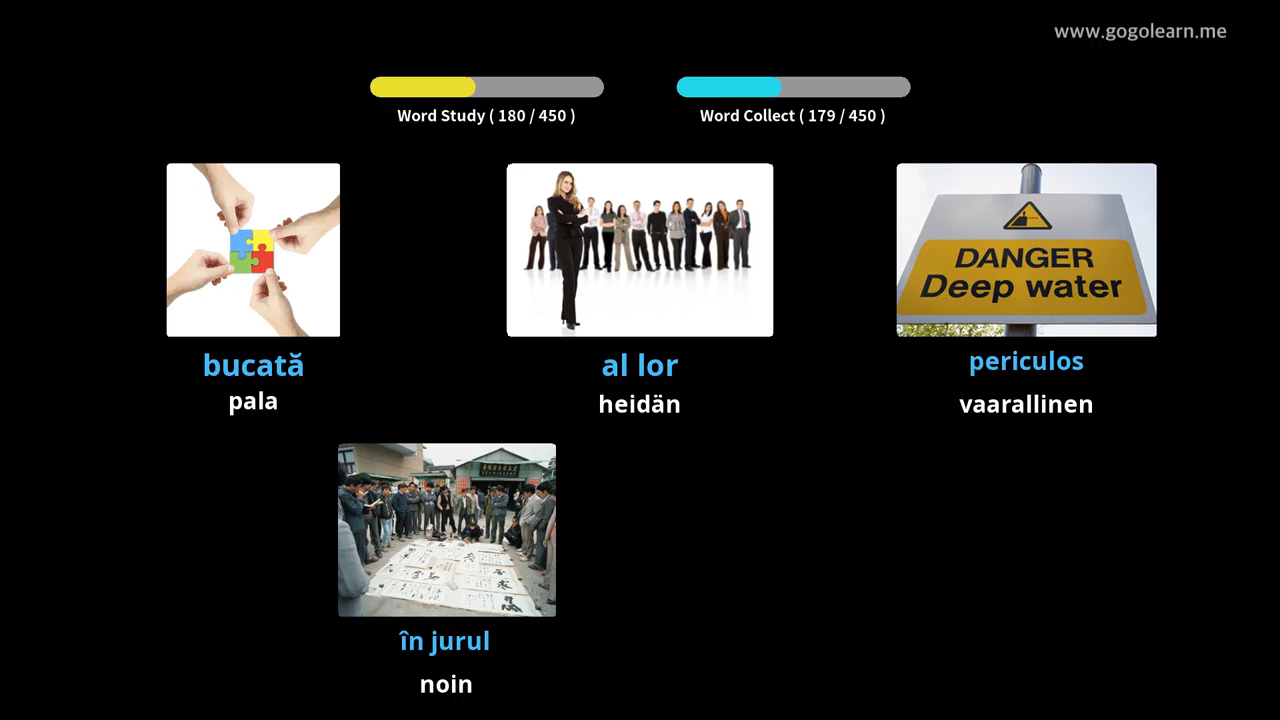 www.gogolearn.me
Word Study ( 180 / 450 )
Word Collect ( 179 / 450 )
DANGER
Deep water
bucată
pala
al lor
heidän
periculos
vaarallinen
în jurul
noin